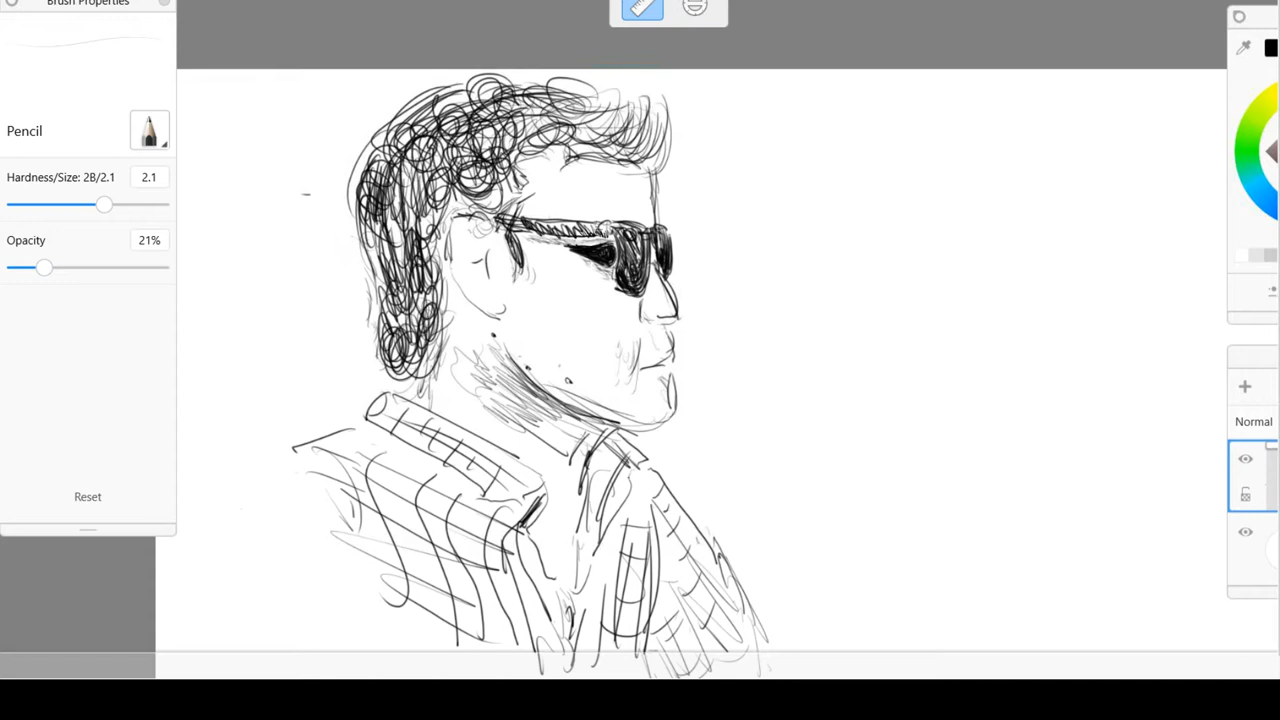 Brush Properties
Pencil
Hardness/Size: 2B/2.1 2.1
Opacity 21%
Reset
Normal